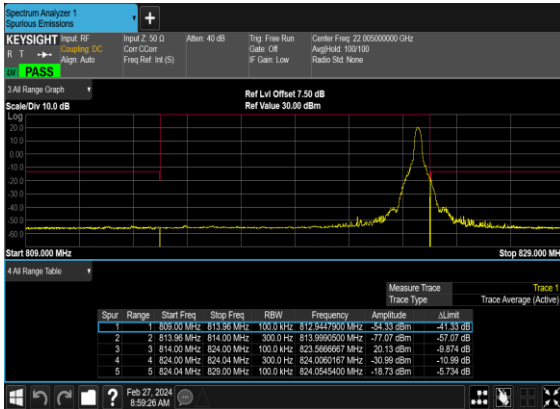 Spectrum Analyzer 1
Spurious Emissions
+
KEYSIGHT Input: RF Input Z: 50 Ω Atten: 40 dB Trig: Free Run Center Freq: 22.005000000 GHz
R T Coupling: DC Corr CCorr Gate: Off Avg|Hold: 100/100
Align: Auto Freq Ref: Int (S) IF Gain: Low Radio Std: None
PASS
3 All Range Graph
Ref Lvl Offset 7.50 dB
Scale/Div 10.0 dB Ref Value 30.00 dBm
Log
20.0
10.0
0.00
-10.0
-20.0
-30.0
-40.0
-50.0
-60.0
Start 809.000 MHz Stop 829.000 MH
4 All Range Table
Measure Trace Trace 1
Trace Type Trace Average (Active)
Spur Range Start Freq Stop Freq RBW Frequency Amplitude ΔLimit
1 1 809.00 MHz 813.96 MHz 100.0 kHz 812.9447900 MHz -54.33 dBm -41.33 dB
2 2 813.96 MHz 814.00 MHz 300.0 Hz 813.9990500 MHz -77.07 dBm -57.07 dB
3 3 814.00 MHz 824.00 MHz 100.0 kHz 823.5666667 MHz 20.13 dBm -9.874 dB
4 4 824.00 MHz 824.04 MHz 300.0 Hz 824.0060167 MHz -30.99 dBm -10.99 dB
5 5 824.04 MHz 829.00 MHz 100.0 kHz 824.0545400 MHz -18.73 dBm -5.734 dB
? Feb 27, 2024
8:59:26 AM